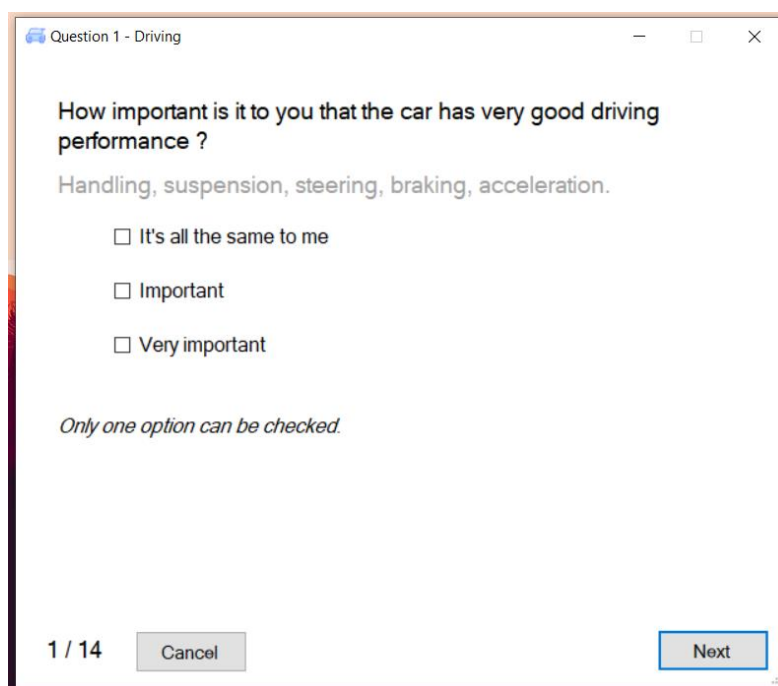 Question 1 - Driving
How important is it to you that the car has very good driving
performance ?
Handling, suspension, steering, braking, acceleration.
It's all the same to me
Important
Very important
Only one option can be checked.
1 / 14
Cancel
Next